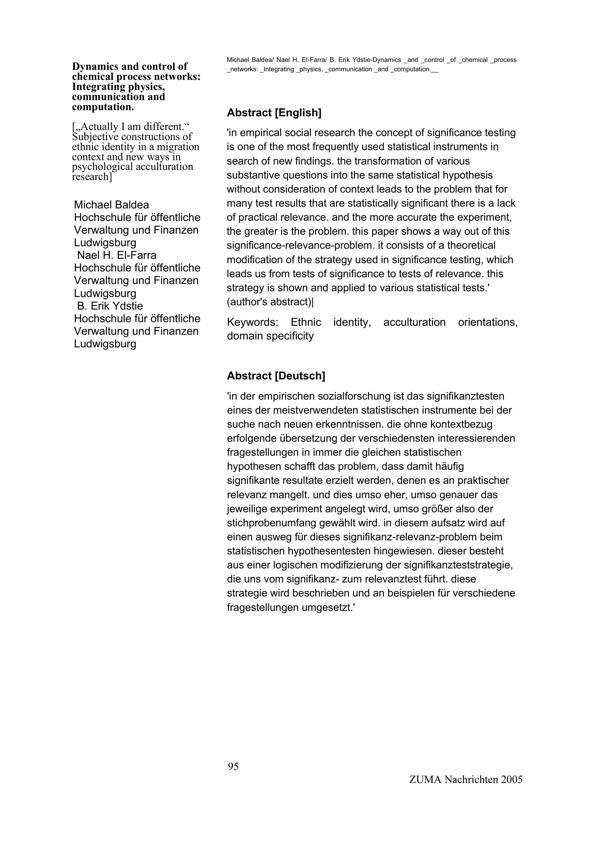 Dynamics and control of
chemical process networks:
Integrating physics,
communication and
computation.
[„Actually I am different.“
Subjective constructions of
ethnic identity in a migration
context and new ways in
psychological acculturation
research]
Michael Baldea
Hochschule für öffentliche
Verwaltung und Finanzen
Ludwigsburg
Nael H. El-Farra
Hochschule für öffentliche
Verwaltung und Finanzen
Ludwigsburg
B. Erik Ydstie
Hochschule für öffentliche
Verwaltung und Finanzen
Ludwigsburg
Michael Baldea/ Nael H. El-Farra/ B. Erik Ydstie-Dynamics _and _control _of _chemical _process
_networks: _Integrating _physics, _communication _and _computation.__
Abstract [English]
'in empirical social research the concept of significance testing
is one of the most frequently used statistical instruments in
search of new findings. the transformation of various
substantive questions into the same statistical hypothesis
without consideration of context leads to the problem that for
many test results that are statistically significant there is a lack
of practical relevance. and the more accurate the experiment,
the greater is the problem. this paper shows a way out of this
significance-relevance-problem. it consists of a theoretical
modification of the strategy used in significance testing, which
leads us from tests of significance to tests of relevance. this
strategy is shown and applied to various statistical tests.'
(author's abstract)|
Keywords: Ethnic identity, acculturation orientations,
domain specificity
Abstract [Deutsch]
'in der empirischen sozialforschung ist das signifikanztesten
eines der meistverwendeten statistischen instrumente bei der
suche nach neuen erkenntnissen. die ohne kontextbezug
erfolgende übersetzung der verschiedensten interessierenden
fragestellungen in immer die gleichen statistischen
hypothesen schafft das problem, dass damit häufig
signifikante resultate erzielt werden, denen es an praktischer
relevanz mangelt. und dies umso eher, umso genauer das
jeweilige experiment angelegt wird, umso größer also der
stichprobenumfang gewählt wird. in diesem aufsatz wird auf
einen ausweg für dieses signifikanz-relevanz-problem beim
statistischen hypothesentesten hingewiesen. dieser besteht
aus einer logischen modifizierung der signifikanzteststrategie,
die uns vom signifikanz- zum relevanztest führt. diese
strategie wird beschrieben und an beispielen für verschiedene
fragestellungen umgesetzt.'
95
ZUMA Nachrichten 2005